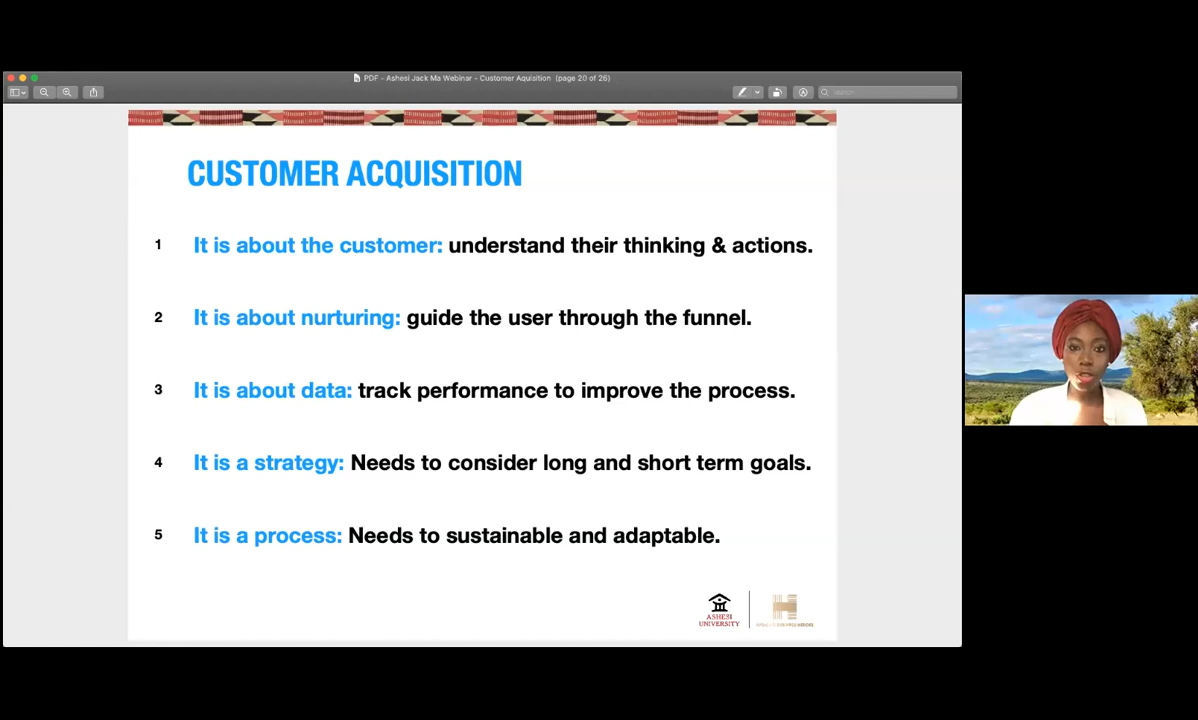 PDF - Ashesi Jack Ma Webinar - Customer Aquisition (page 20 of 26)
Search
CUSTOMER ACQUISITION
1 It is about the customer: understand their thinking & actions.
2 It is about nurturing: guide the user through the funnel.
3 It is about data: track performance to improve the process.
4 It is a strategy: Needs to consider long and short term goals.
5 It is a process: Needs to sustainable and adaptable.
ASHESI
UNIVERSITY